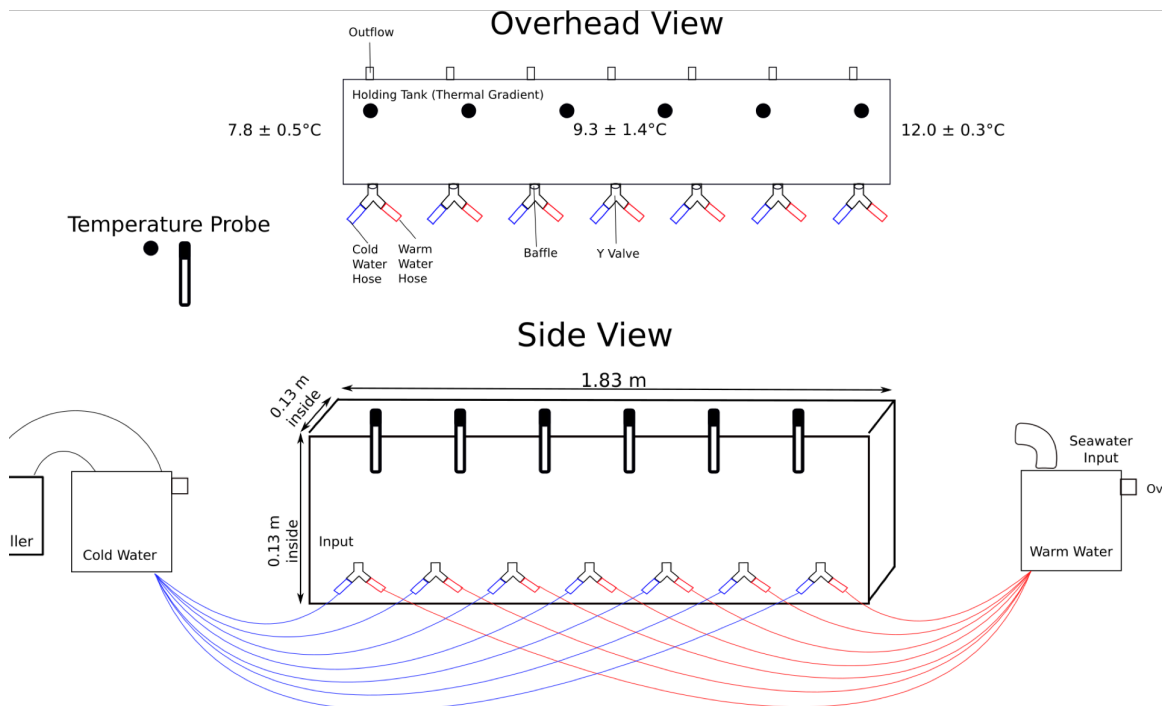 Overhead View
Outflow
Holding Tank (Thermal Gradient)
7.8 ± 0.5°C
9.3 ± 1.4°C
12.0 ± 0.3°C
Temperature Probe
Cold
Water
Hose
Warm
Water
Hose
Baffle
Y Valve
Side View
1.83 m
0.13 m
inside
0.13 m
inside
Input
Seawater
Input
Ov
ller
Cold Water
Warm Water